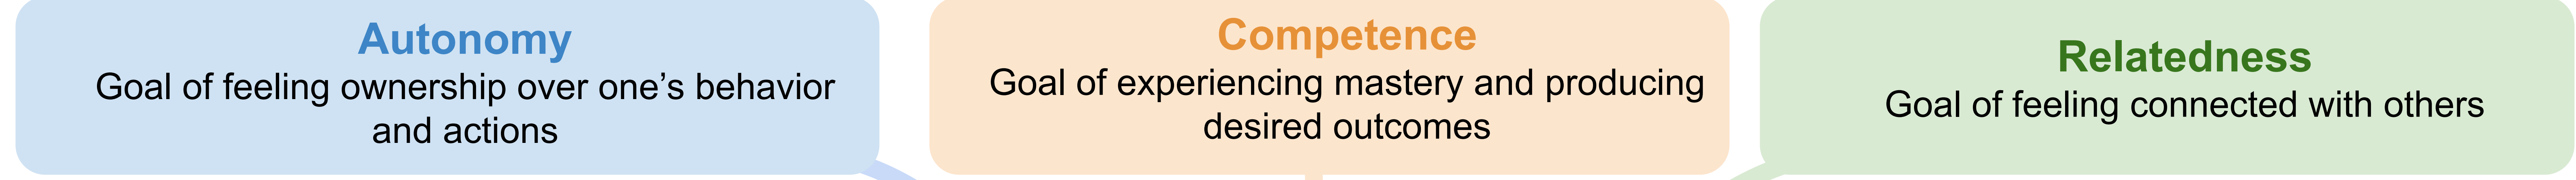 Autonomy
Goal of feeling ownership over one’s behavior
and actions
Competence
Goal of experiencing mastery and producing
desired outcomes
Relatedness
Goal of feeling connected with others